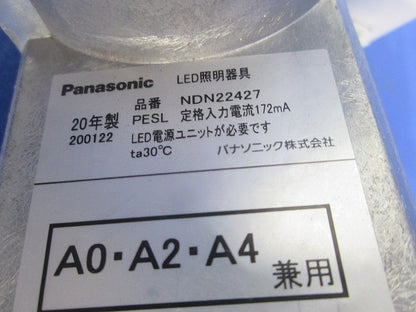 Panasonic LED照明器具
品番 NDN22427
20年製 PESL 定格入力電流172mA
200122 LED電源ユニットが必要です
ta30℃ パナソニック株式会社
A0・A2・A4 兼用